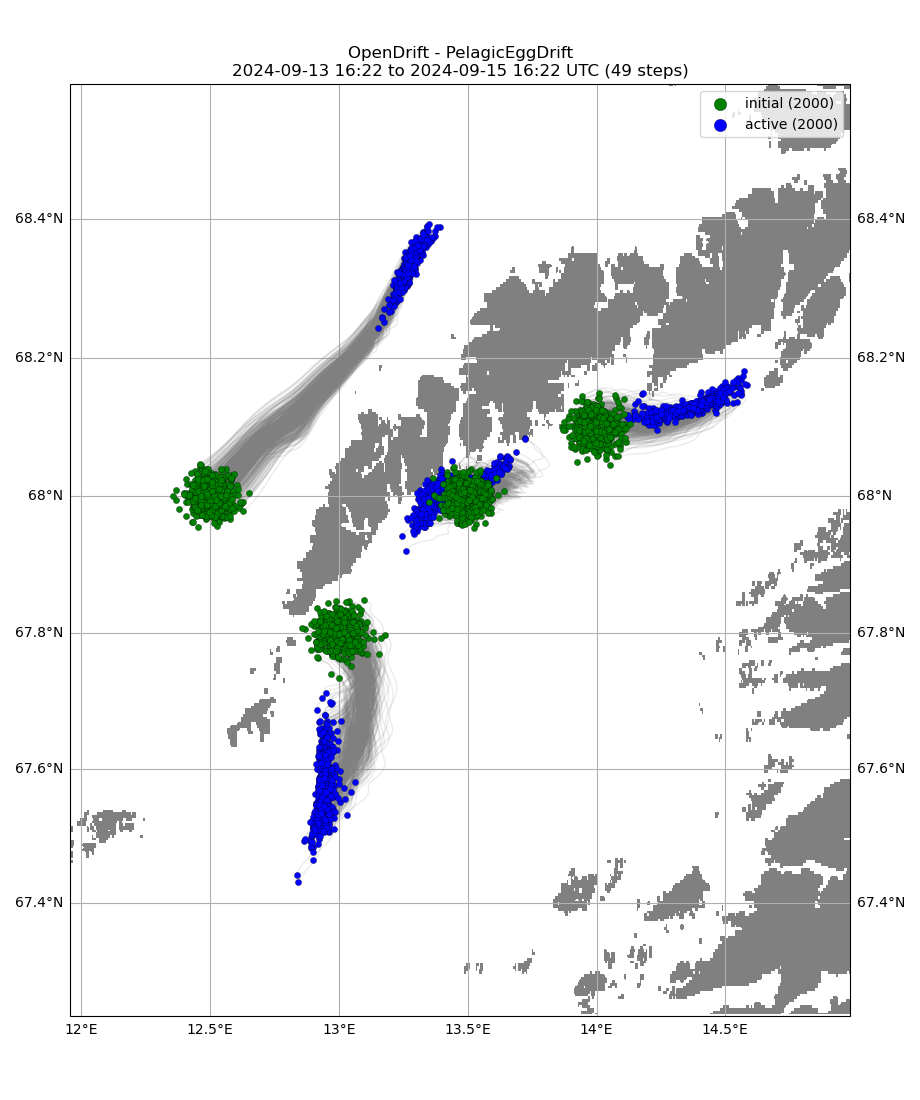 OpenDrift - PelagicEggDrift
2024-09-13 16:22 to 2024-09-15 16:22 UTC (49 steps)
initial (2000)
active (2000)
68.4°N 68.4°N
68.2°N 68.2°N
68°N 68°N
67.8°N 67.8°N
67.6°N 67.6°N
67.4°N 67.4°N
12°E 12.5°E 13°E 13.5°E 14°E 14.5°E